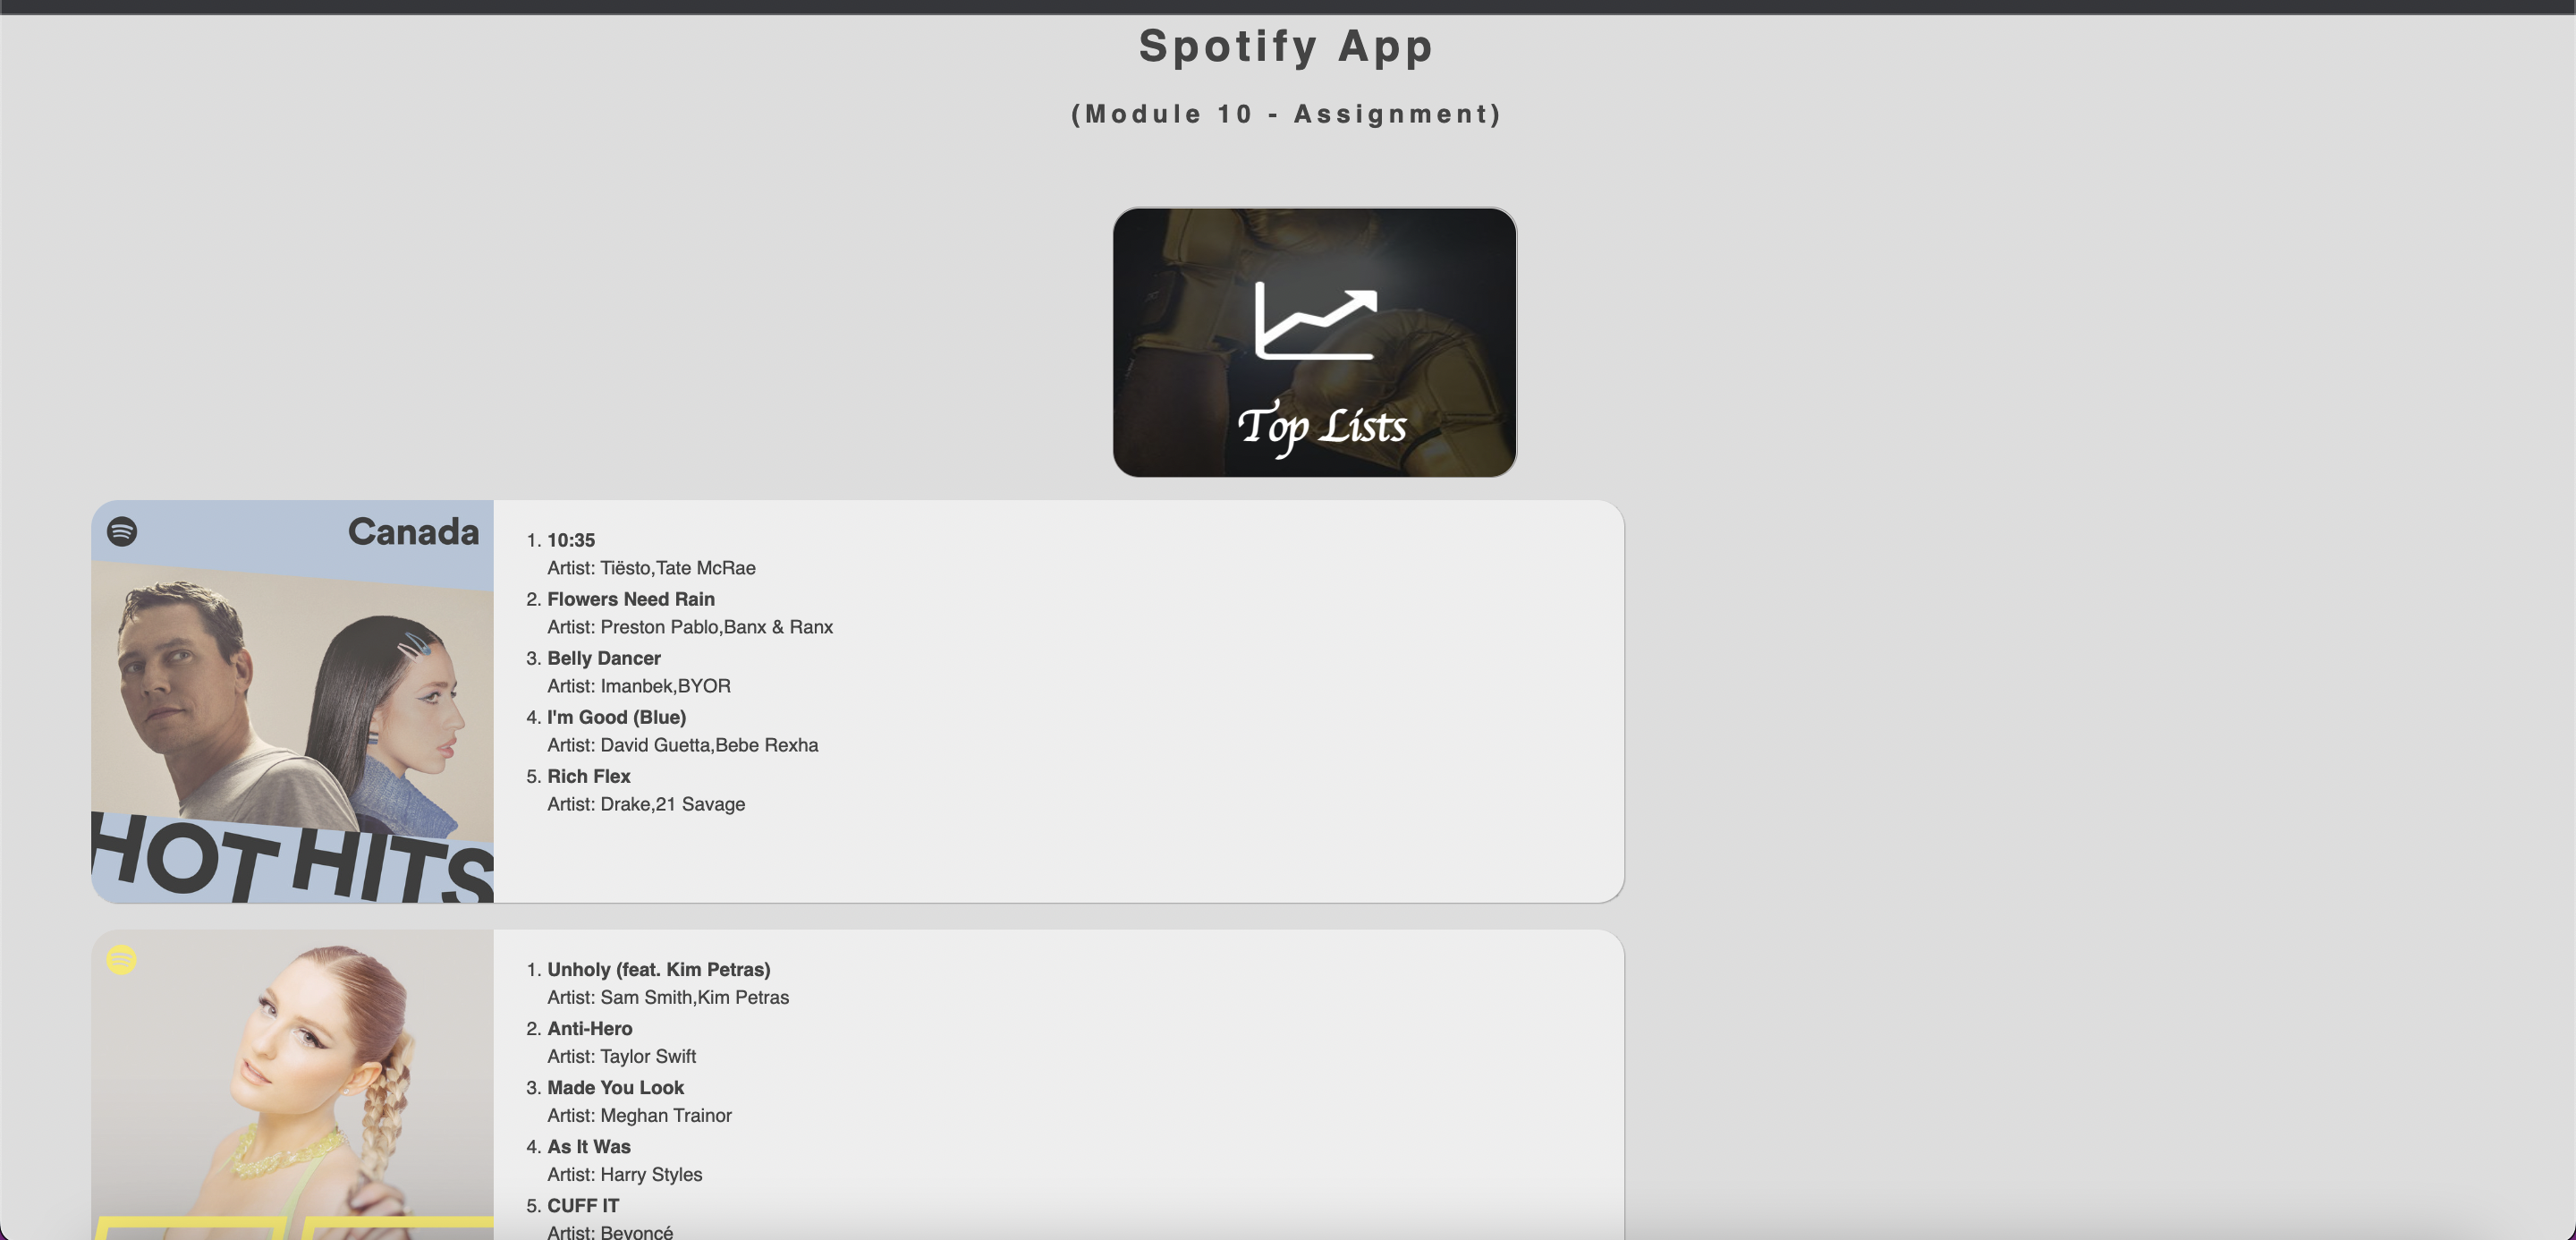 Spotify App
(Module 10 - Assignment)
Top Lists
Canada
HOT HITS
1. 10:35
Artist: Tiësto,Tate McRae
2. Flowers Need Rain
Artist: Preston Pablo,Banx & Ranx
3. Belly Dancer
Artist: Imanbek,BYOR
4. I'm Good (Blue)
Artist: David Guetta,Bebe Rexha
5. Rich Flex
Artist: Drake,21 Savage
1. Unholy (feat. Kim Petras)
Artist: Sam Smith,Kim Petras
2. Anti-Hero
Artist: Taylor Swift
3. Made You Look
Artist: Meghan Trainor
4. As It Was
Artist: Harry Styles
5. CUFF IT
Artist: Beyoncé